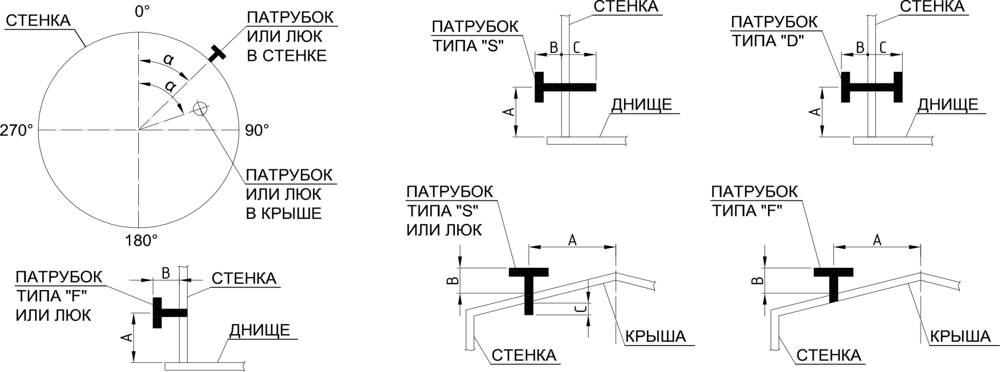 0°
СТЕНКА
ПАТРУБОК
ИЛИ ЛЮК
В СТЕНКЕ
α
α
270°
90°
ПАТРУБОК
ИЛИ ЛЮК
В КРЫШЕ
180°
СТЕНКА
ПАТРУБОК
ТИПА "S"
B
C
A
ДНИЩЕ
СТЕНКА
ПАТРУБОК
ТИПА "D"
B
C
A
ДНИЩЕ
ПАТРУБОК
ТИПА "F"
ИЛИ ЛЮК
B
СТЕНКА
A
ДНИЩЕ
ПАТРУБОК
ТИПА "S"
ИЛИ ЛЮК
A
B
C
КРЫША
СТЕНКА
ПАТРУБОК
ТИПА "F"
A
B
КРЫША
СТЕНКА